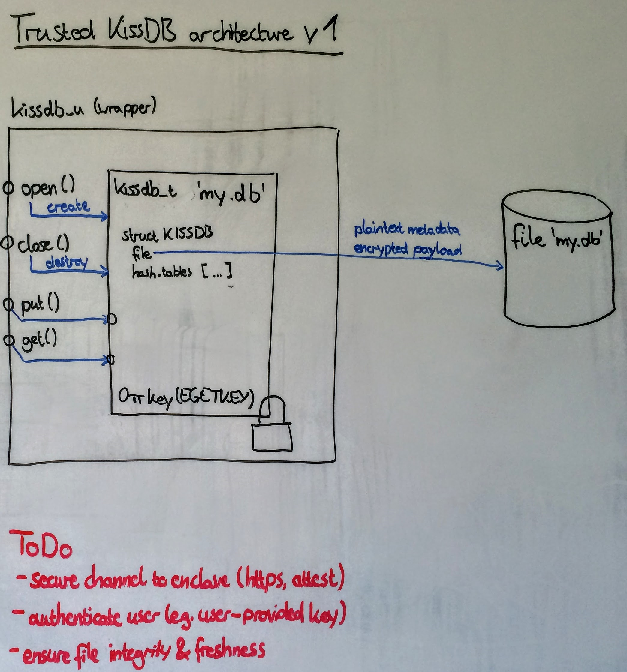 Trusted KissDB architecture v1
kissdb_u (wrapper)
open()
create
close()
destroy
put()
get()
kissdb_t 'my.db'
struct KISSDB
file
hash.tables [...]
key (EGETKEY)
plaintext metadata
encrypted payload
file 'my.db'
ToDo
- secure channel to enclave (https, attest)
- authenticate user (e.g. user-provided key)
- ensure file integrity & freshness